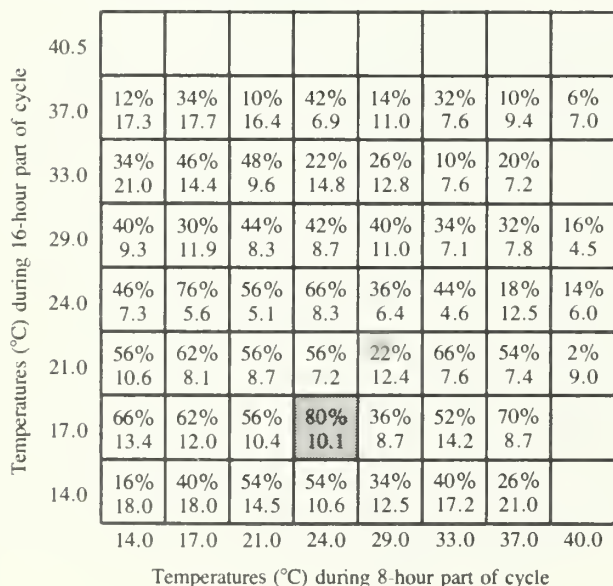 40.5
37.0 12% 34% 10% 42% 14% 32% 10% 6%
17.3 17.7 16.4 6.9 11.0 7.6 9.4 7.0
33.0 34% 46% 48% 22% 26% 10% 20%
21.0 14.4 9.6 14.8 12.8 7.6 7.2
29.0 40% 30% 44% 42% 40% 34% 32% 16%
9.3 11.9 8.3 8.7 11.0 7.1 7.8 4.5
24.0 46% 76% 56% 66% 36% 44% 18% 14%
7.3 5.6 5.1 8.3 6.4 4.6 12.5 6.0
21.0 56% 62% 56% 56% 22% 66% 54% 2%
10.6 8.1 8.7 7.2 12.4 7.6 7.4 9.0
17.0 66% 62% 56% 80% 36% 52% 70%
13.4 12.0 10.4 10.1 8.7 14.2 8.7
14.0 16% 40% 54% 54% 34% 40% 26%
18.0 18.0 14.5 10.6 12.5 17.2 21.0
14.0 17.0 21.0 24.0 29.0 33.0 37.0 40.0
Temperatures (°C) during 8-hour part of cycle
Temperatures (°C) during 16-hour part of cycle